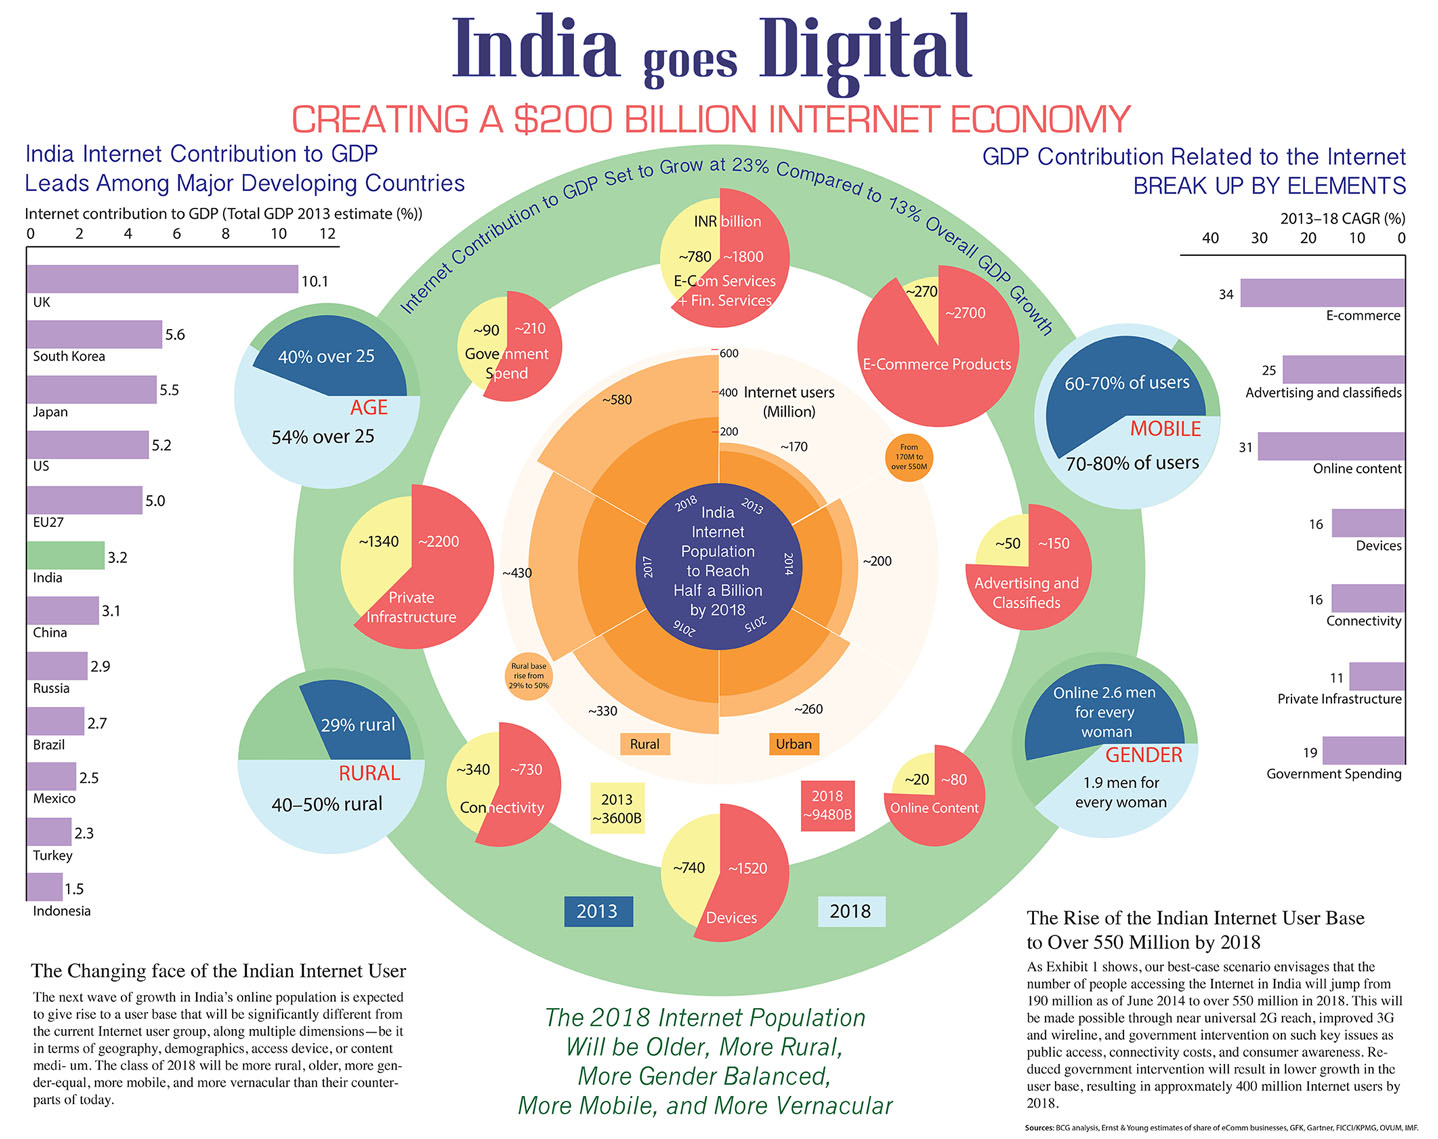 India goes Digital
CREATING A $200 BILLION INTERNET ECONOMY
India Internet Contribution to GDP
Leads Among Major Developing Countries
Internet contribution to GDP (Total GDP 2013 estimate (%))
0 2 4 6 8 10 12
10.1
UK
5.6
South Korea
5.5
Japan
5.2
US
5.0
EU27
3.2
India
3.1
China
2.9
Russia
2.7
Brazil
2.5
Mexico
2.3
Turkey
1.5
Indonesia
40% over 25
AGE
54% over 25
29% rural
RURAL
40–50% rural
Internet Contribution to GDP Set to Grow at 23% Compared to 13% Overall GDP Growth
INR billion
~780 ~1800
E-Com Services
+ Fin. Services
~90 ~210
Government
Spend
~270
~2700
E-Commerce Products
~1340 ~2200
Private
Infrastructure
~50 ~150
Advertising and
Classifieds
~340 ~730
Connectivity
~20 ~80
Online Content
~740 ~1520
Devices
600
400
200
Internet users
(Million)
~580
~170
~430
~200
~330
~260
From
170M to
over 550M
Rural base
rise from
29% to 50%
2018 2013
2017 2014
2016 2015
India
Internet
Population
to Reach
Half a Billion
by 2018
Rural
Urban
2013
~3600B
2018
~9480B
2013
2018
GDP Contribution Related to the Internet
BREAK UP BY ELEMENTS
2013–18 CAGR (%)
40 30 20 10 0
34
E-commerce
25
Advertising and classifieds
31
Online content
16
Devices
16
Connectivity
11
Private Infrastructure
19
Government Spending
60-70% of users
MOBILE
70-80% of users
Online 2.6 men
for every
woman
GENDER
1.9 men for
every woman
The Changing face of the Indian Internet User
The next wave of growth in India's online population is expected
to give rise to a user base that will be significantly different from
the current Internet user group, along multiple dimensions—be it
in terms of geography, demographics, access device, or content
medi- um. The class of 2018 will be more rural, older, more gen-
der-equal, more mobile, and more vernacular than their counter-
parts of today.
The 2018 Internet Population
Will be Older, More Rural,
More Gender Balanced,
More Mobile, and More Vernacular
The Rise of the Indian Internet User Base
to Over 550 Million by 2018
As Exhibit 1 shows, our best-case scenario envisages that the
number of people accessing the Internet in India will jump from
190 million as of June 2014 to over 550 million in 2018. This will
be made possible through near universal 2G reach, improved 3G
and wireline, and government intervention on such key issues as
public access, connectivity costs, and consumer awareness. Re-
duced government intervention will result in lower growth in the
user base, resulting in approxmately 400 million Internet users by
2018.
Sources: BCG analysis, Ernst & Young estimates of share of eComm businesses, GFK, Gartner, FICCI/KPMG, OVUM, IMF.